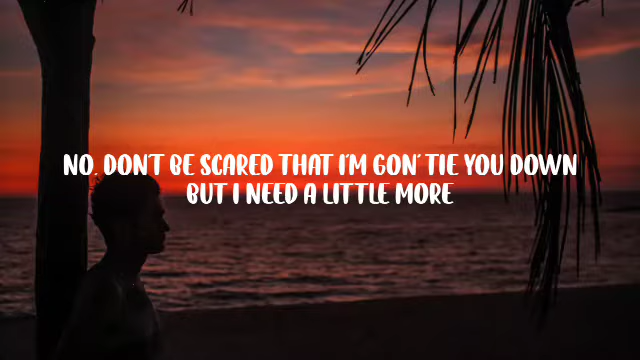 NO, DON'T BE SCARED THAT I'M GON' TIE YOU DOWN
BUT I NEED A LITTLE MORE